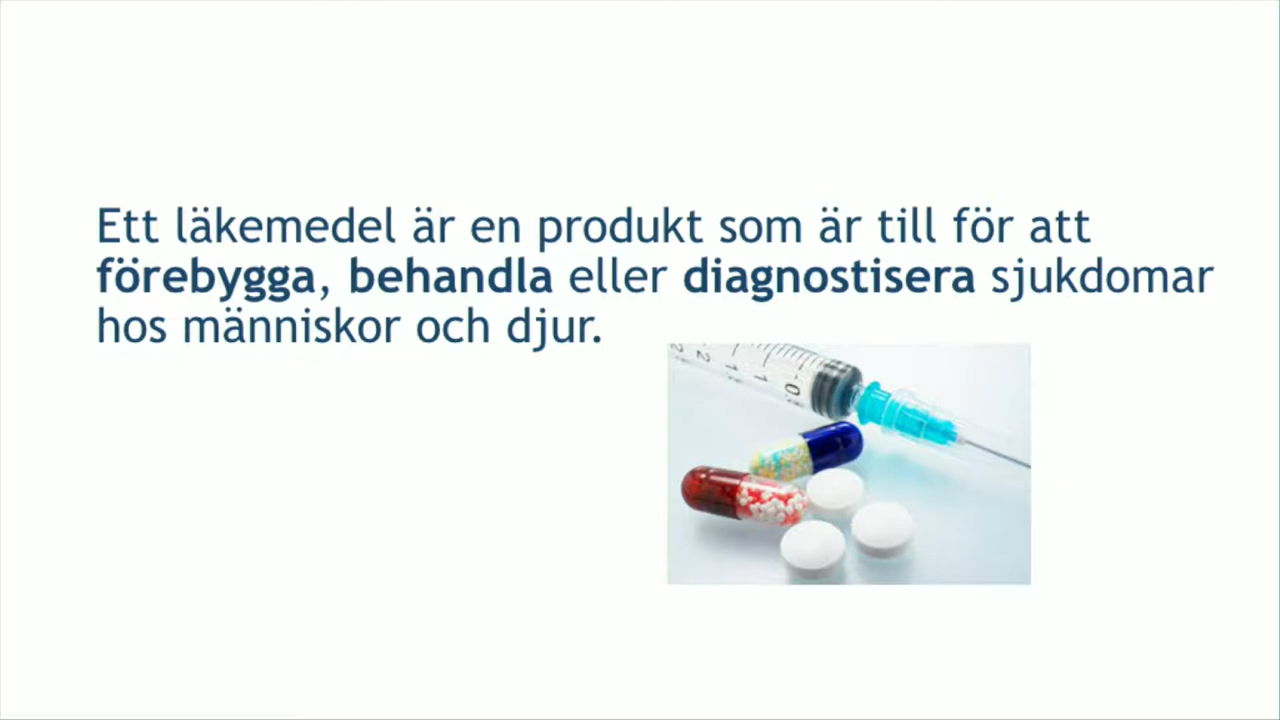 Ett läkemedel är en produkt som är till för att
förebygga, behandla eller diagnostisera sjukdomar
hos människor och djur.